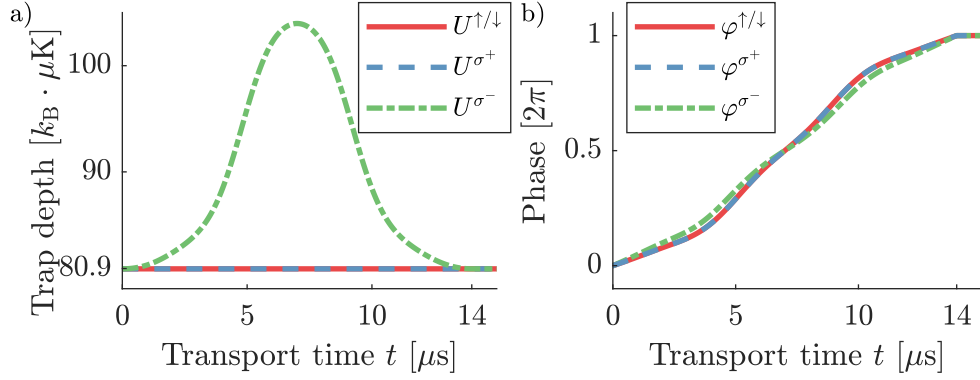 a)
Trap depth [k_B · μK]
100
90
80.9
0
5
10
14
Transport time t [μs]
U^↑/↓
U^σ⁺
U^σ⁻
b)
Phase [2π]
1
0.5
0
0
5
10
14
Transport time t [μs]
φ^↑/↓
φ^σ⁺
φ^σ⁻